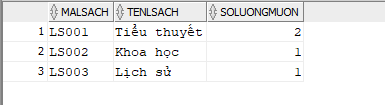 MALSACH TENLSACH SOLUONGMUON
1 LS001 Tiểu thuyết 2
2 LS002 Khoa học 1
3 LS003 Lịch sử 1